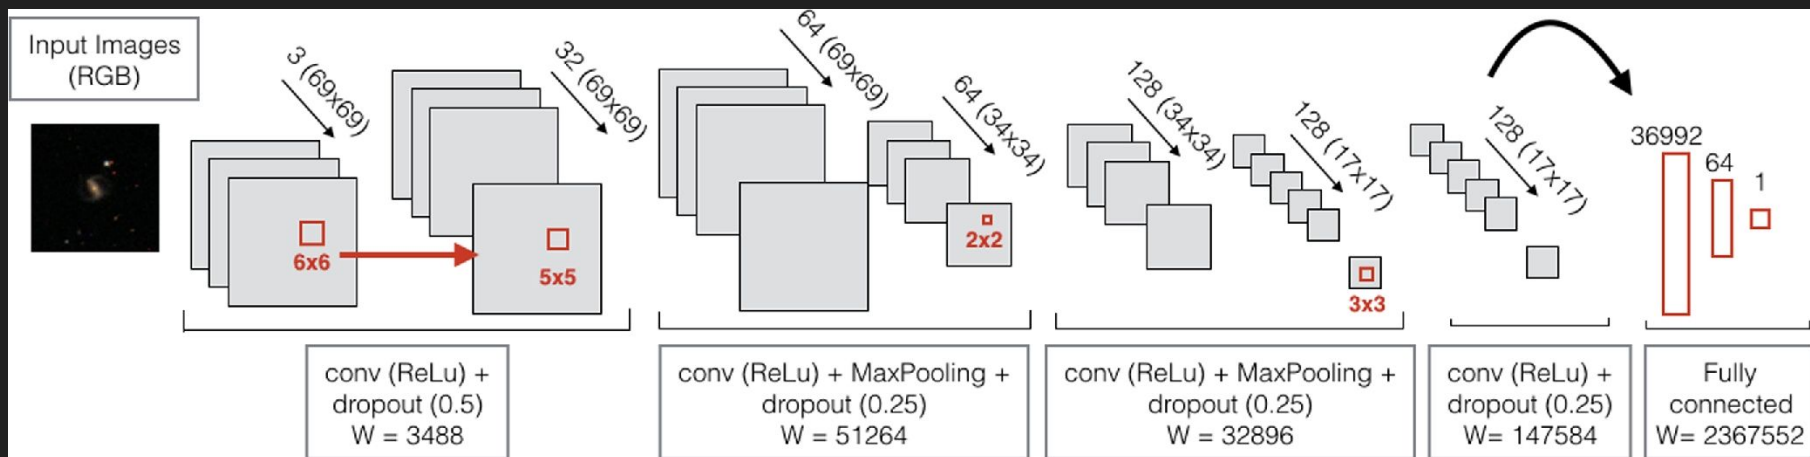 Input Images
(RGB)
3 (69x69)
32 (69x69)
64 (69x69)
64 (34x34)
128 (34x34)
128 (17x17)
128 (17x17)
36992
64
1
6x6
5x5
2x2
3x3
conv (ReLu) +
dropout (0.5)
W = 3488
conv (ReLu) + MaxPooling +
dropout (0.25)
W = 51264
conv (ReLu) + MaxPooling +
dropout (0.25)
W = 32896
conv (ReLu) +
dropout (0.25)
W= 147584
Fully
connected
W= 2367552